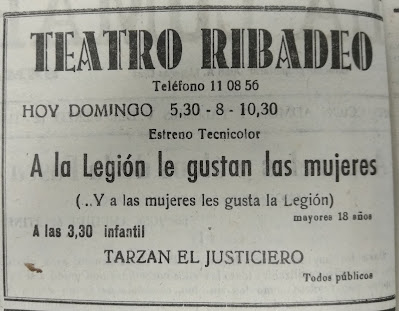 TEATRO RIBADEO
Teléfono 11 08 56
HOY DOMINGO 5,30 - 8 - 10,30
Estreno Tecnicolor
A la Legión le gustan las mujeres
(..Y a las mujeres les gusta la Legión)
mayores 18 años
A las 3,30 infantil
TARZAN EL JUSTICIERO
Todos públicos